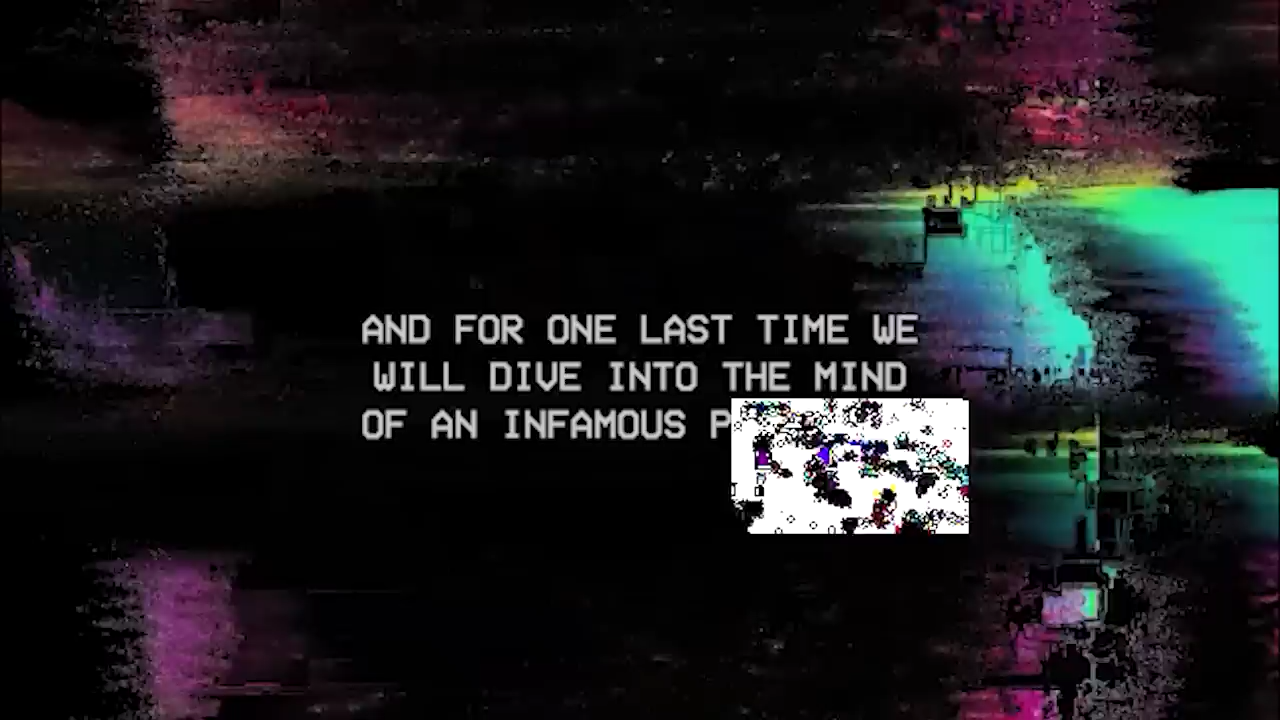 AND FOR ONE LAST TIME WE
WILL DIVE INTO THE MIND
OF AN INFAMOUS